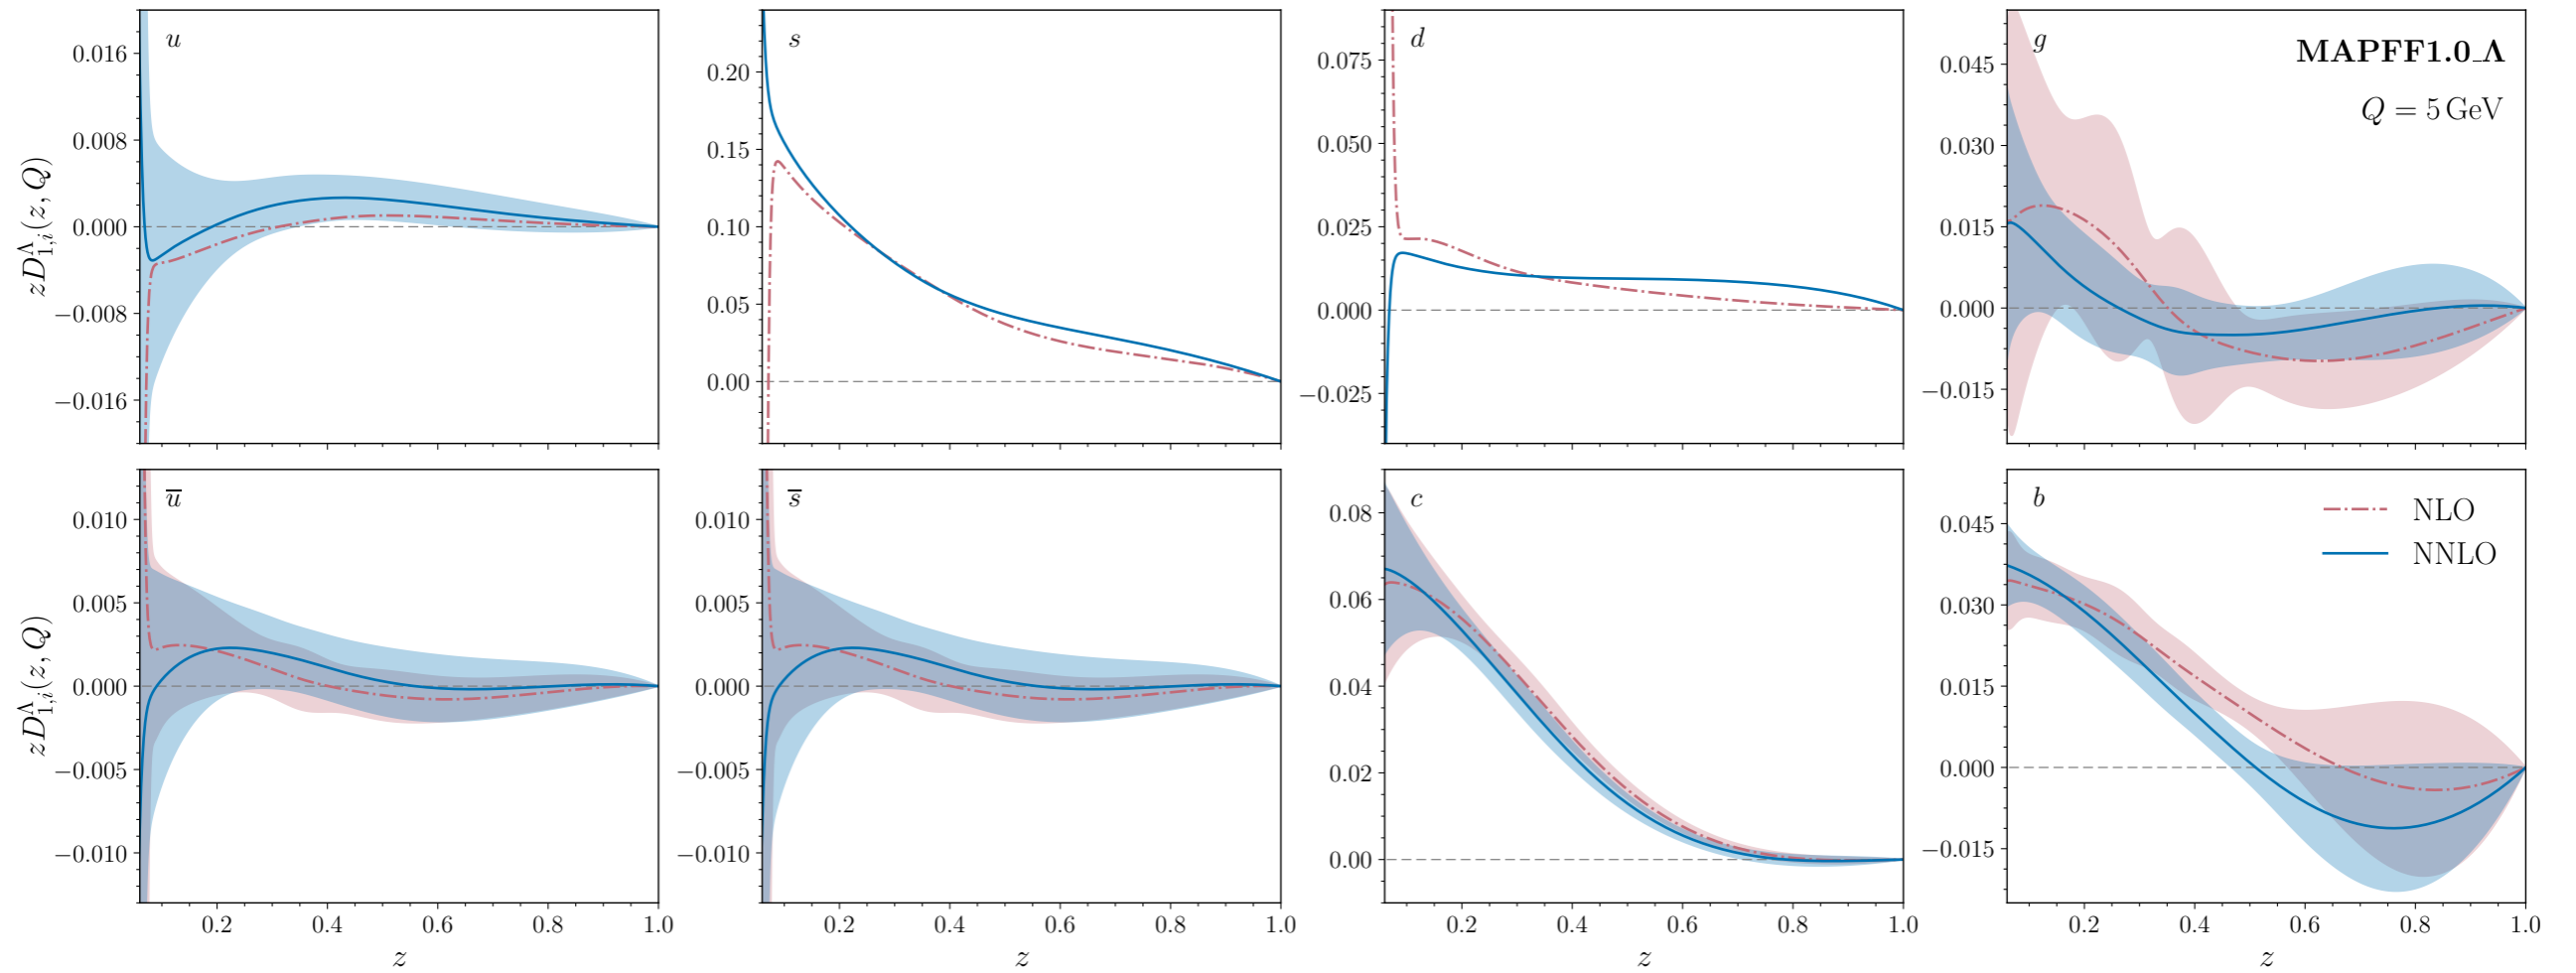 u
s
d
g
MAPFF1.0_Λ
Q = 5 GeV
zD^Λ_{1,i}(z, Q)
0.016
0.008
0.000
−0.008
−0.016
0.20
0.15
0.10
0.05
0.00
0.075
0.050
0.025
0.000
−0.025
0.045
0.030
0.015
0.000
−0.015
u̅
s̅
c
b
NLO
NNLO
zD^Λ_{1,i}(z, Q)
0.010
0.005
0.000
−0.005
−0.010
0.010
0.005
0.000
−0.005
−0.010
0.08
0.06
0.04
0.02
0.00
0.045
0.030
0.015
0.000
−0.015
0.2 0.4 0.6 0.8 1.0
0.2 0.4 0.6 0.8 1.0
0.2 0.4 0.6 0.8 1.0
0.2 0.4 0.6 0.8 1.0
z
z
z
z